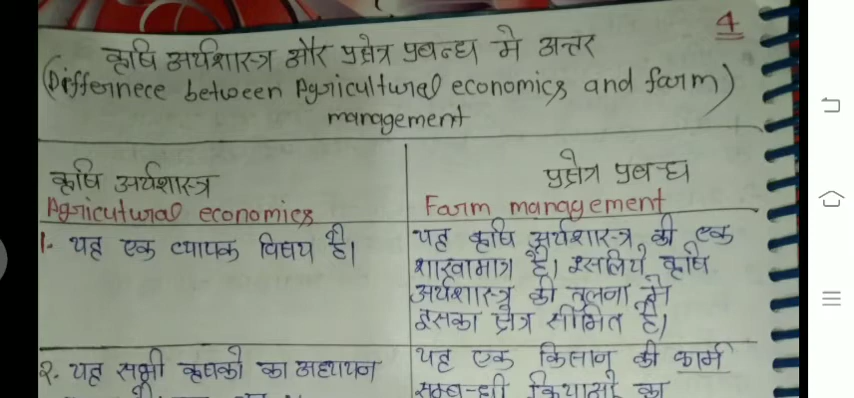 4
कृषि अर्थशास्त्र और प्रक्षेत्र प्रबन्ध मे अन्तर
(Differnece between Agricultural economics and farm)
management
कृषि अर्थशास्त्र
Agricutural economics
प्रक्षेत्र प्रबन्ध
Farm management
1. यह एक व्यापक विषय है।
यह कृषि अर्थशास्त्र की एक
शाखामात्र है। इसलिये कृषि
अर्थशास्त्र की तुलना मे
इसका क्षेत्र सीमित है।
२. यह सभी कृषको का अध्ययन
यह एक किसान की फार्म
सम्बन्धी क्रियाओ का